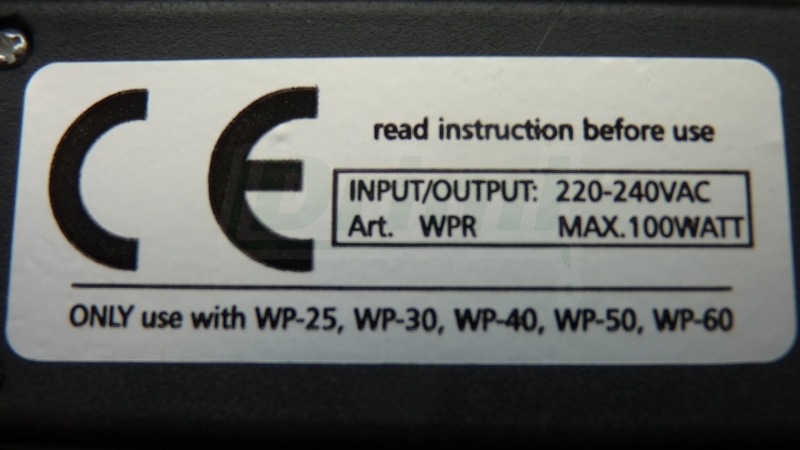 CE
read instruction before use
INPUT/OUTPUT: 220-240VAC
Art. WPR MAX.100WATT
ONLY use with WP-25, WP-30, WP-40, WP-50, WP-60